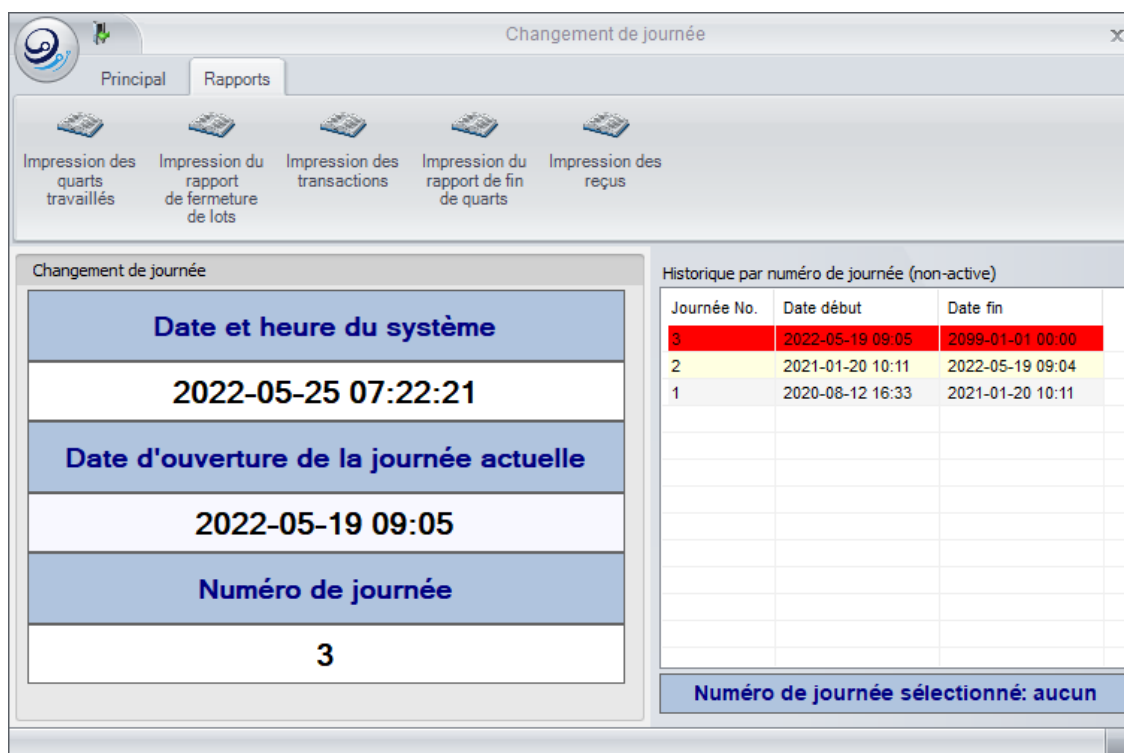 Changement de journée
x
Principal
Rapports
Impression des
quarts
travaillés
Impression du
rapport
de fermeture
de lots
Impression des
transactions
Impression du
rapport de fin
de quarts
Impression des
reçus
Changement de journée
Date et heure du système
2022-05-25 07:22:21
Date d'ouverture de la journée actuelle
2022-05-19 09:05
Numéro de journée
3
Historique par numéro de journée (non-active)
Journée No. Date début Date fin
3 2022-05-19 09:05 2099-01-01 00:00
2 2021-01-20 10:11 2022-05-19 09:04
1 2020-08-12 16:33 2021-01-20 10:11
Numéro de journée sélectionné: aucun